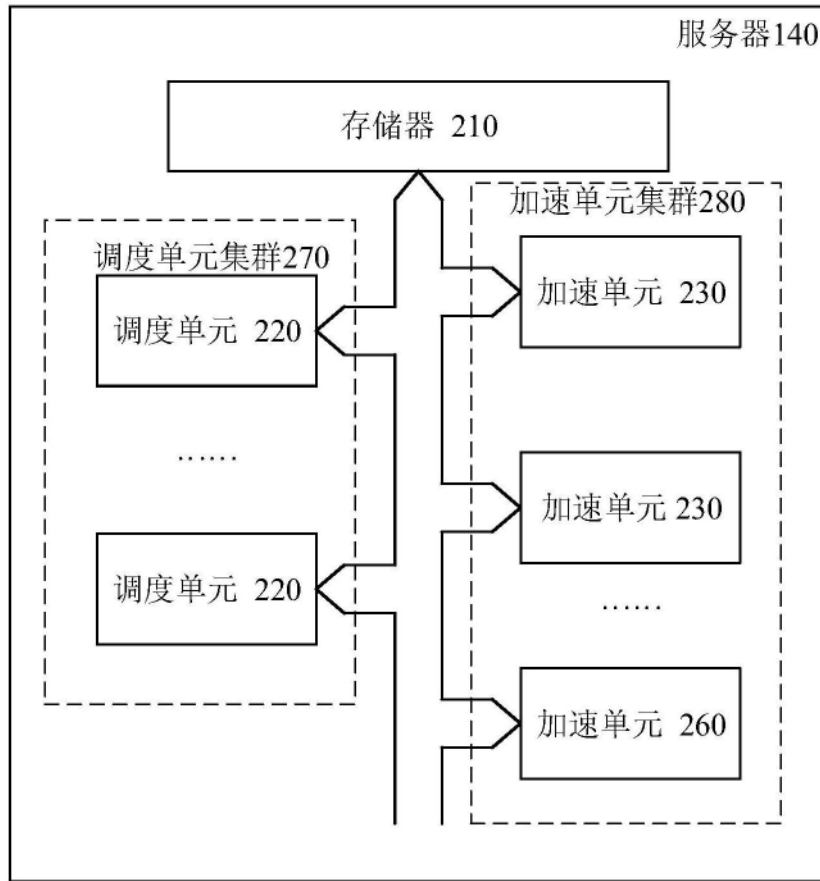 服务器140
存储器 210
加速单元集群280
调度单元集群270
加速单元 230
调度单元 220
……
加速单元 230
调度单元 220
……
加速单元 260